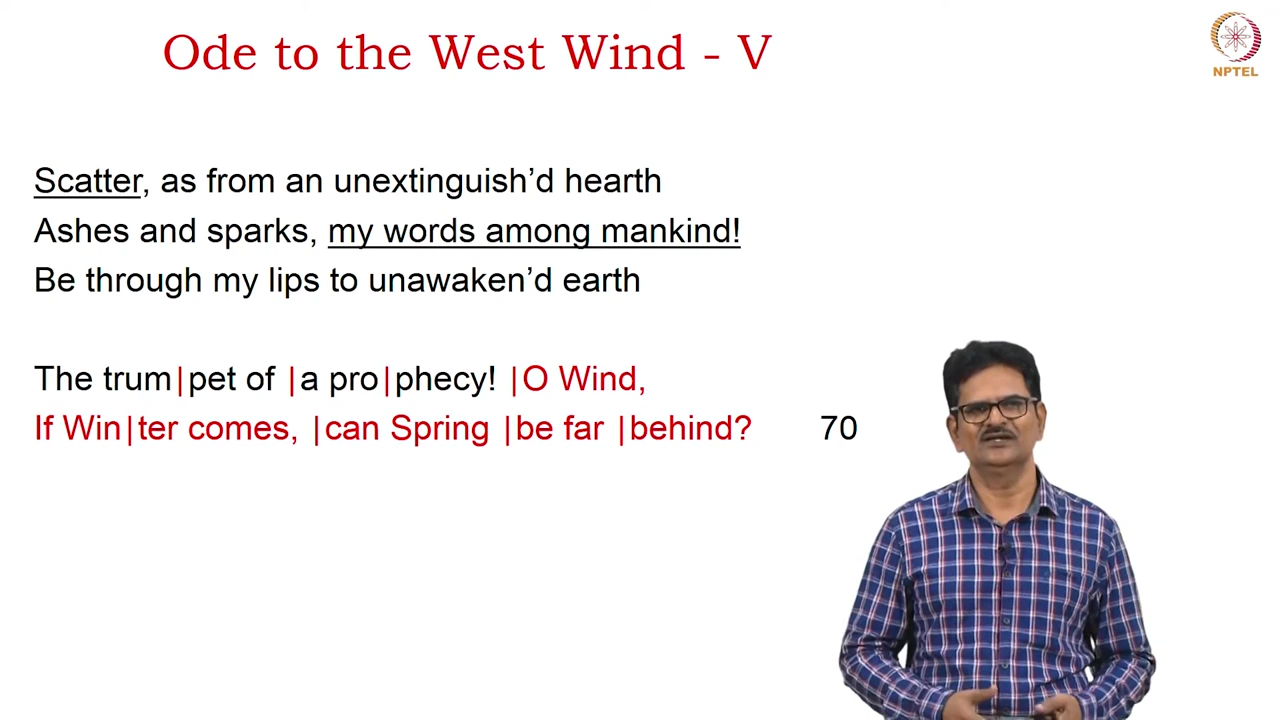 Ode to the West Wind - V
NPTEL
Scatter, as from an unextinguish’d hearth
Ashes and sparks, my words among mankind!
Be through my lips to unawaken’d earth
The trum|pet of |a pro|phecy! |O Wind,
If Win|ter comes, |can Spring |be far |behind? 70